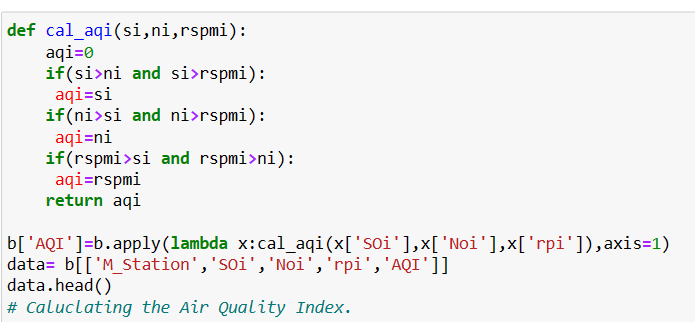 def cal_aqi(si,ni,rspmi):
    aqi=0
    if(si>ni and si>rspmi):
     aqi=si
    if(ni>si and ni>rspmi):
     aqi=ni
    if(rspmi>si and rspmi>ni):
     aqi=rspmi
    return aqi

b['AQI']=b.apply(lambda x:cal_aqi(x['SOi'],x['Noi'],x['rpi']),axis=1)
data= b[['M_Station','SOi','Noi','rpi','AQI']]
data.head()
# Caluclating the Air Quality Index.